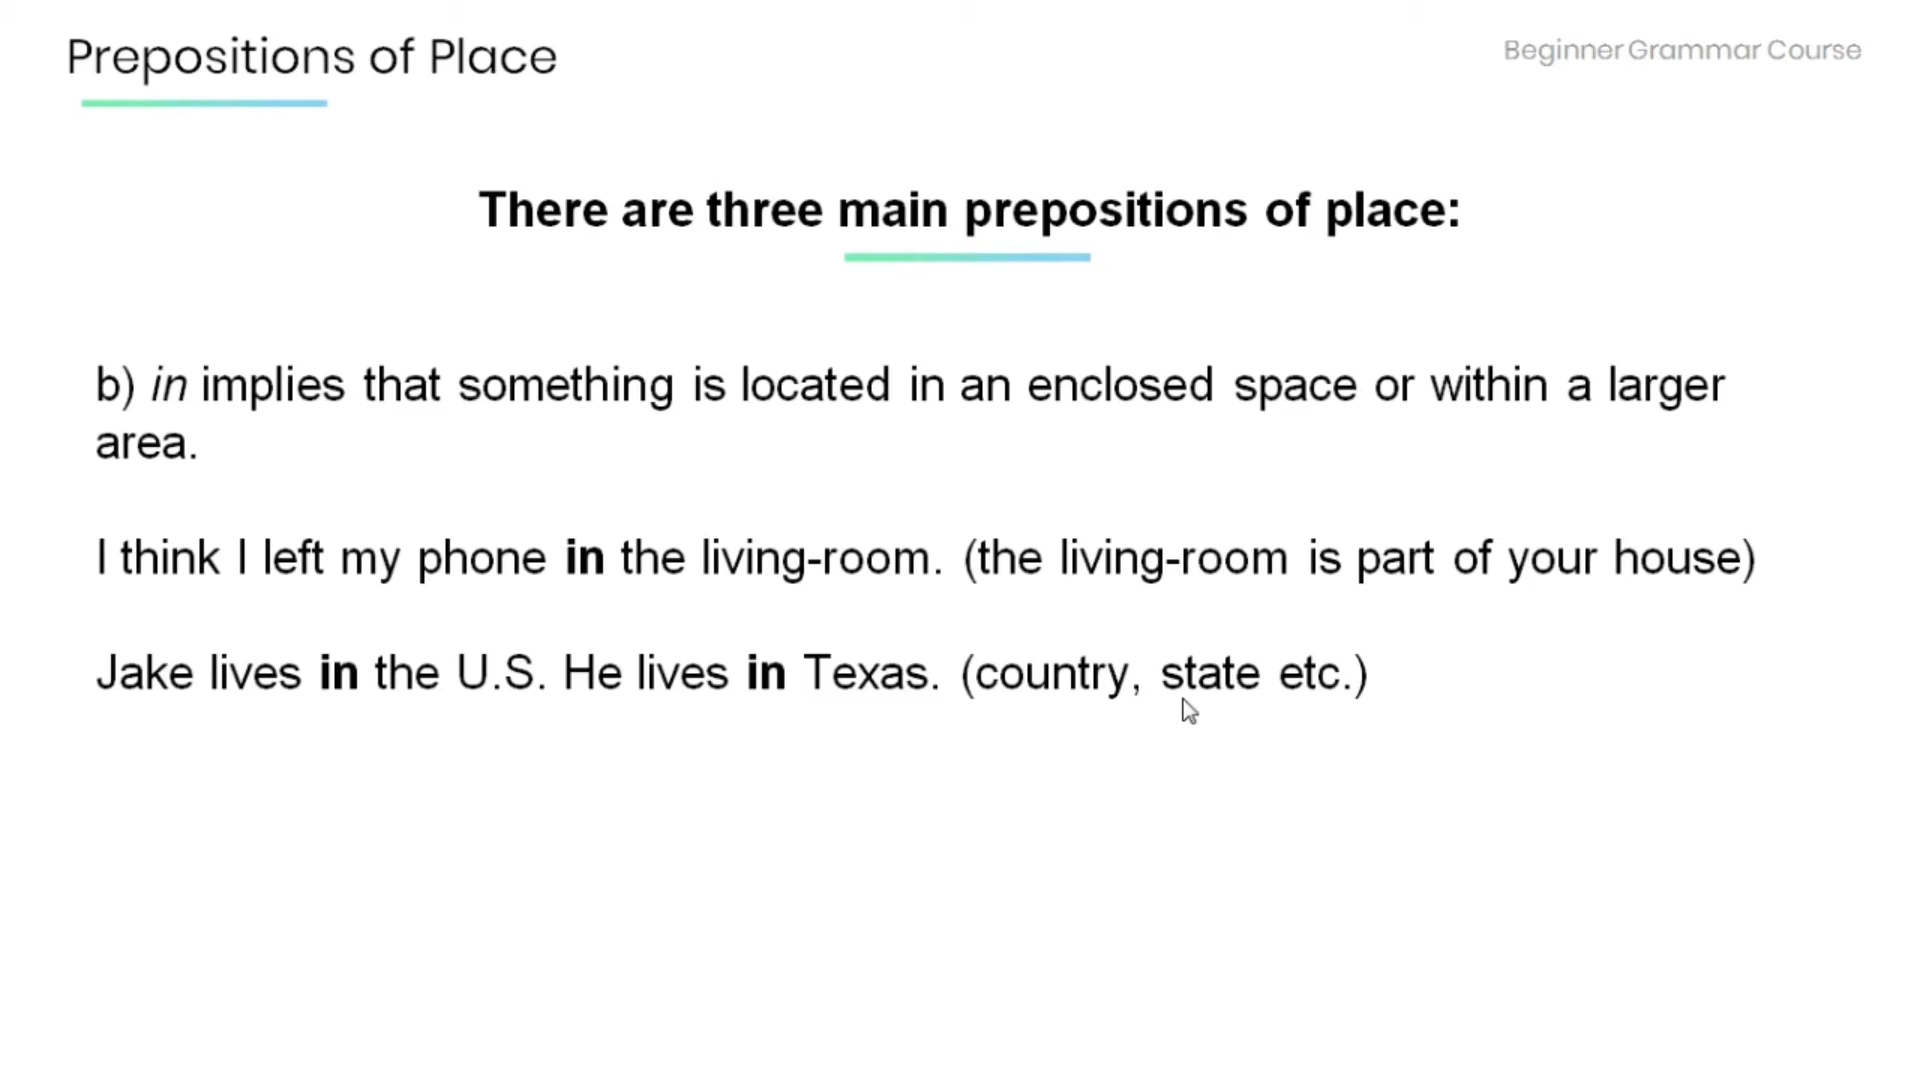 Prepositions of Place
Beginner Grammar Course
There are three main prepositions of place:
b) in implies that something is located in an enclosed space or within a larger
area.
I think I left my phone in the living-room. (the living-room is part of your house)
Jake lives in the U.S. He lives in Texas. (country, state etc.)